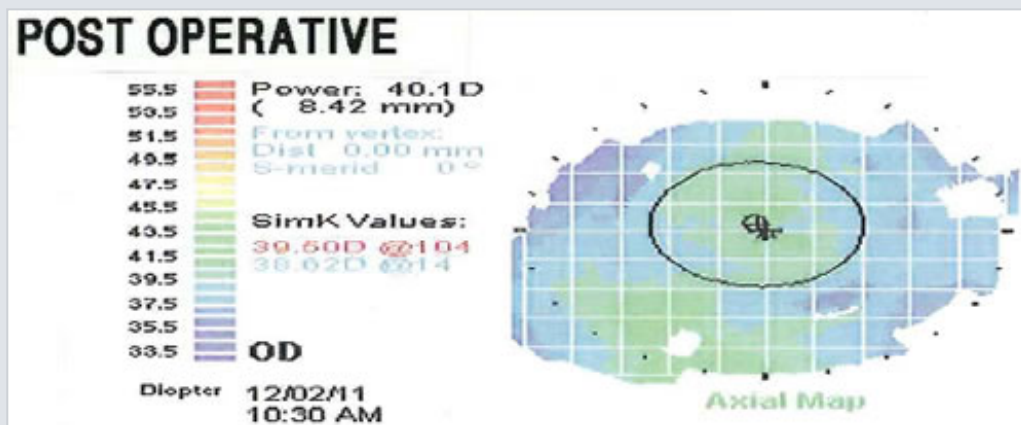 POST OPERATIVE
55.5
53.5
51.5
49.5
47.5
45.5
43.5
41.5
39.5
37.5
35.5
33.5
Diopter
Power: 40.1D
( 8.42 mm)
From vertex:
Dist 0.00 mm
S-merid 0°
SimK Values:
39.50D @104
38.62D @14
OD
12/02/11
10:30 AM
Axial Map